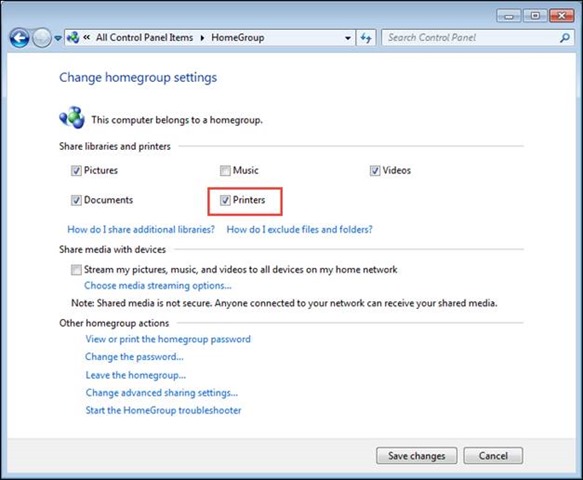 « All Control Panel Items ▸ HomeGroup Search Control Panel
Change homegroup settings
This computer belongs to a homegroup.
Share libraries and printers
Pictures Music Videos
Documents Printers
How do I share additional libraries? How do I exclude files and folders?
Share media with devices
Stream my pictures, music, and videos to all devices on my home network
Choose media streaming options...
Note: Shared media is not secure. Anyone connected to your network can receive your shared media.
Other homegroup actions
View or print the homegroup password
Change the password...
Leave the homegroup...
Change advanced sharing settings...
Start the HomeGroup troubleshooter
Save changes Cancel